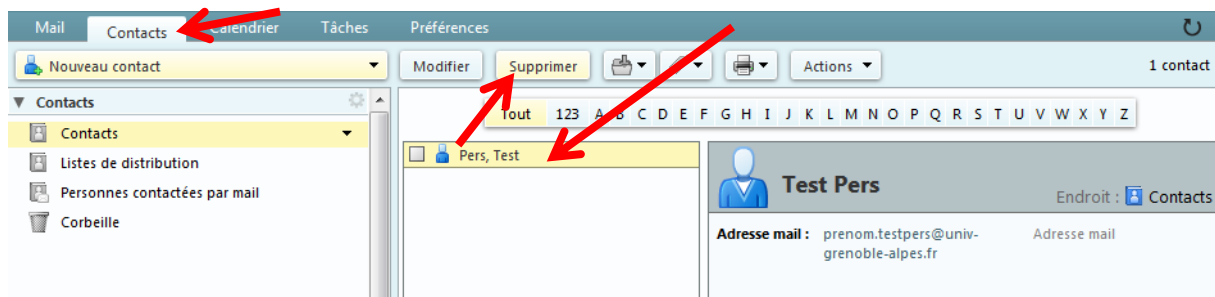 Mail Contacts Calendrier Tâches Préférences
Nouveau contact Modifier Supprimer Actions 1 contact
Contacts
Tout 123 A B C D E F G H I J K L M N O P Q R S T U V W X Y Z
Contacts
Pers, Test
Listes de distribution
Test Pers
Personnes contactées par mail
Endroit : Contacts
Corbeille
Adresse mail : prenom.testpers@univ- Adresse mail
grenoble-alpes.fr